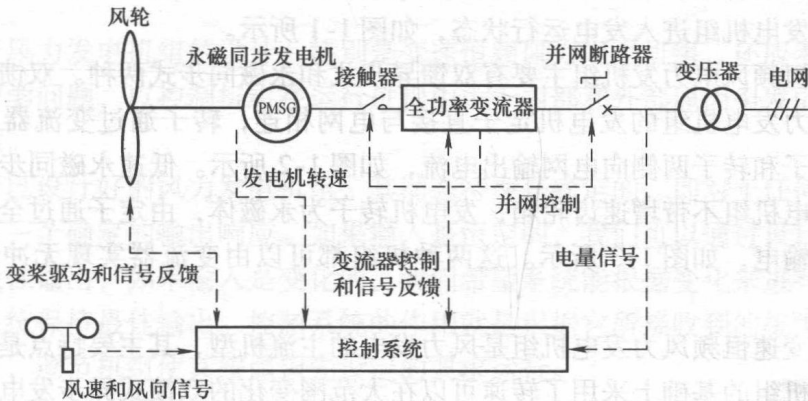 风轮
永磁同步发电机
接触器
并网断路器
变压器
电网
PMSG
全功率变流器
发电机转速
并网控制
变桨驱动和信号反馈
变流器控制
和信号反馈
电量信号
控制系统
风速和风向信号